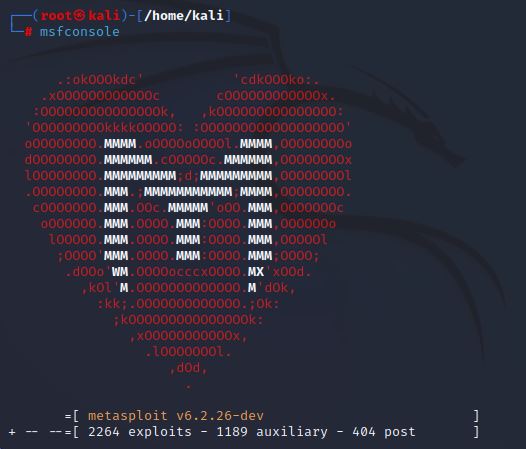 ┌──(root㉿kali)-[/home/kali]
└─# msfconsole
.:okOOOkdc'           'cdkOOOko:.
.xOOOOOOOOOOOOc       cOOOOOOOOOOOOx.
:OOOOOOOOOOOOOOOk,   ,kOOOOOOOOOOOOOOO:
'OOOOOOOOOkkkkOOOOO: :OOOOOOOOOOOOOOOOOO'
oOOOOOOOO.MMMM.oOOOOoOOOOl.MMMM,OOOOOOOOo
dOOOOOOOO.MMMMMM.cOOOOOc.MMMMMM,OOOOOOOOx
lOOOOOOOO.MMMMMMMMM;d;MMMMMMMMM,OOOOOOOOl
.OOOOOOOO.MMM.;MMMMMMMMMMM;MMMM,OOOOOOOO.
cOOOOOOO.MMM.OOc.MMMMM'oOO.MMM,OOOOOOOc
oOOOOOO.MMM.OOOO.MMM:OOOO.MMM,OOOOOOo
lOOOOO.MMM.OOOO.MMM:OOOO.MMM,OOOOOl
;OOOO'MMM.OOOO.MMM:OOOO.MMM;OOOO;
.dOOo'WM.OOOOocccxOOOO.MX'xOOd.
,kOl'M.OOOOOOOOOOOOO.M'dOk,
:kk;.OOOOOOOOOOOOO.;Ok:
;kOOOOOOOOOOOOOOOk:
,xOOOOOOOOOOOx,
.lOOOOOOOl.
,dOd,
.
=[ metasploit v6.2.26-dev                          ]
+ -- --=[ 2264 exploits - 1189 auxiliary - 404 post       ]